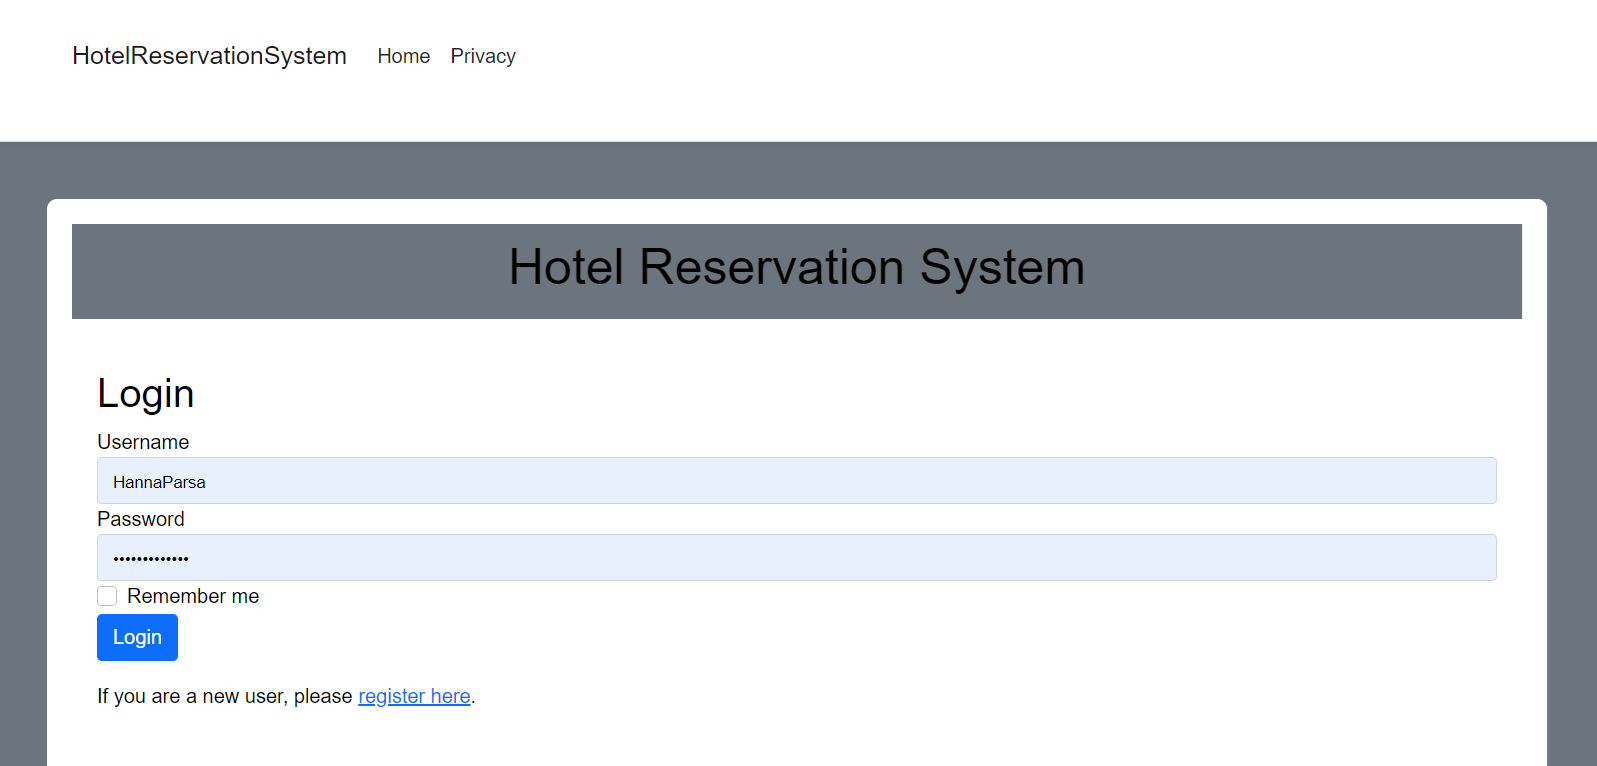 HotelReservationSystem Home Privacy
Hotel Reservation System
Login
Username
HannaParsa
Password
•••••••••••••
Remember me
Login
If you are a new user, please register here.